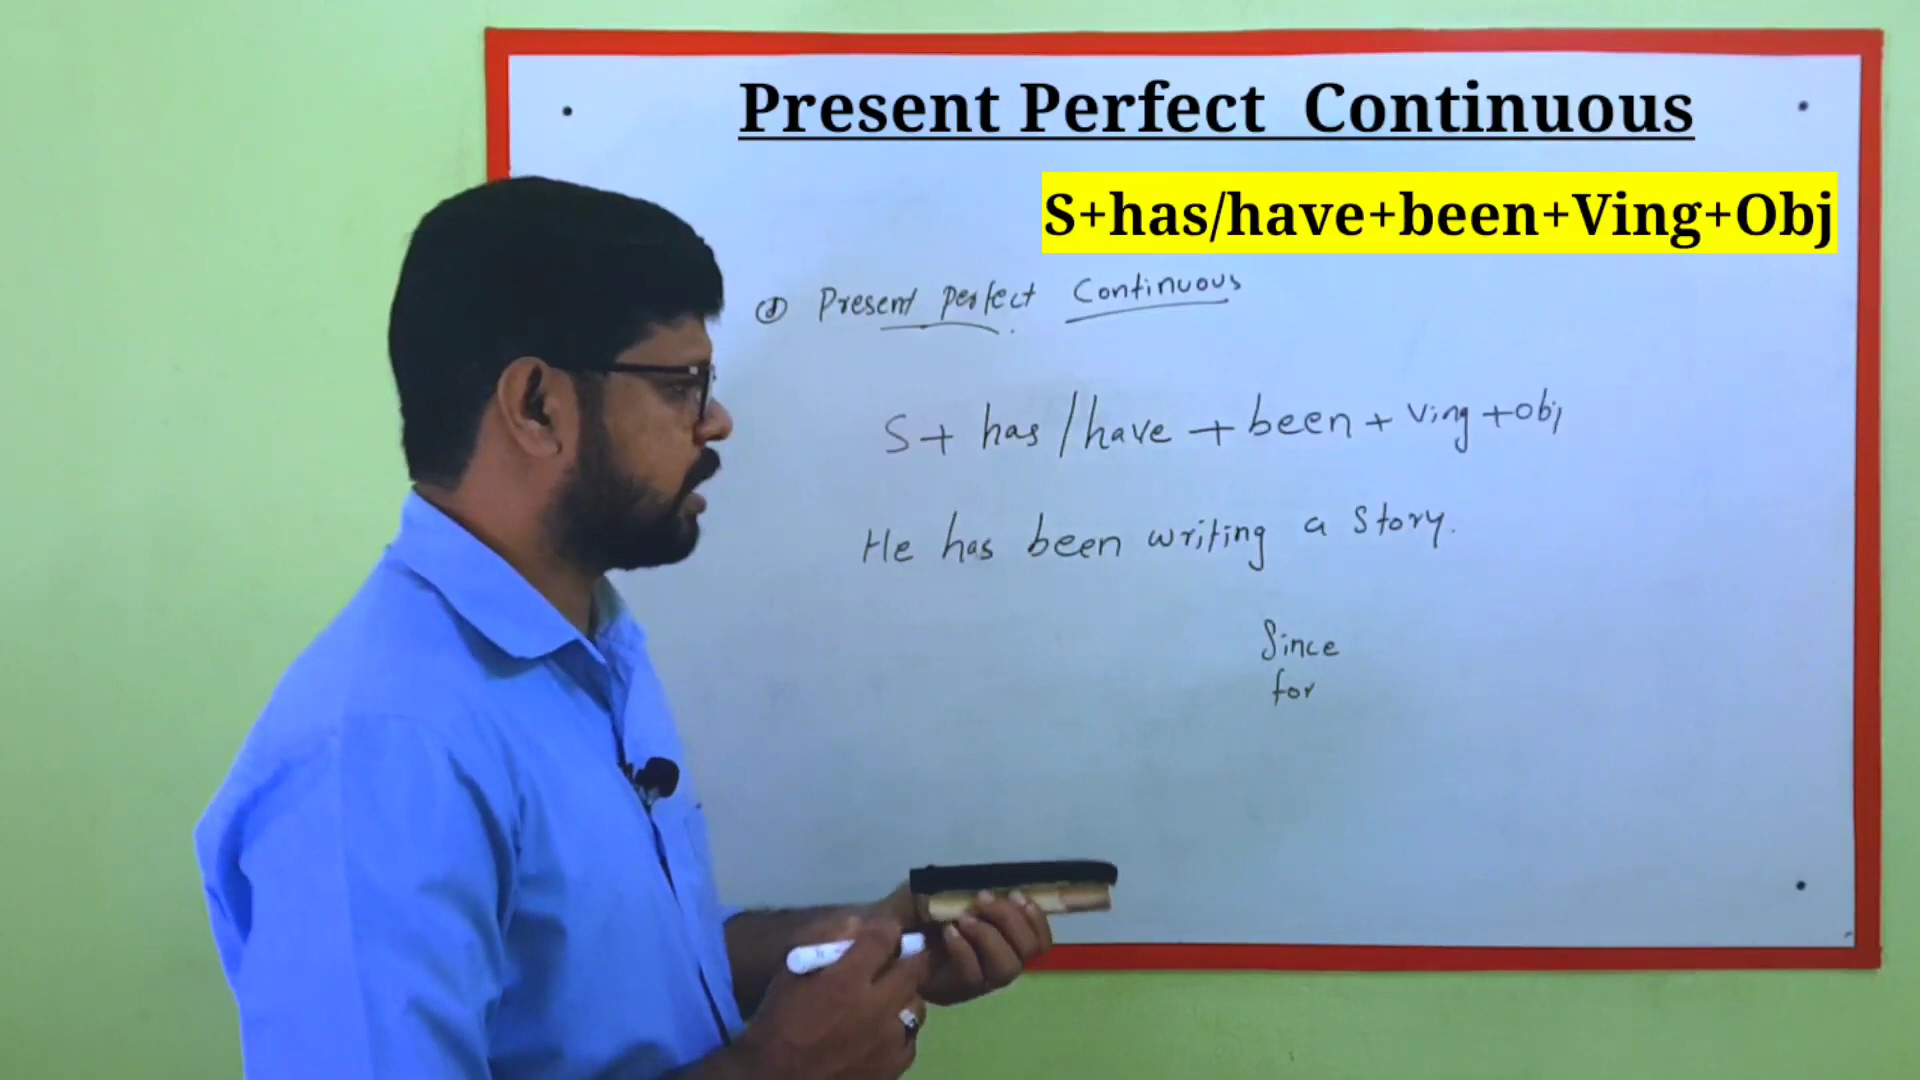 Present Perfect Continuous
S+has/have+been+Ving+Obj
d Present Perfect Continuous
S + has /have + been + Ving + obj
He has been writing a story.
Since
for